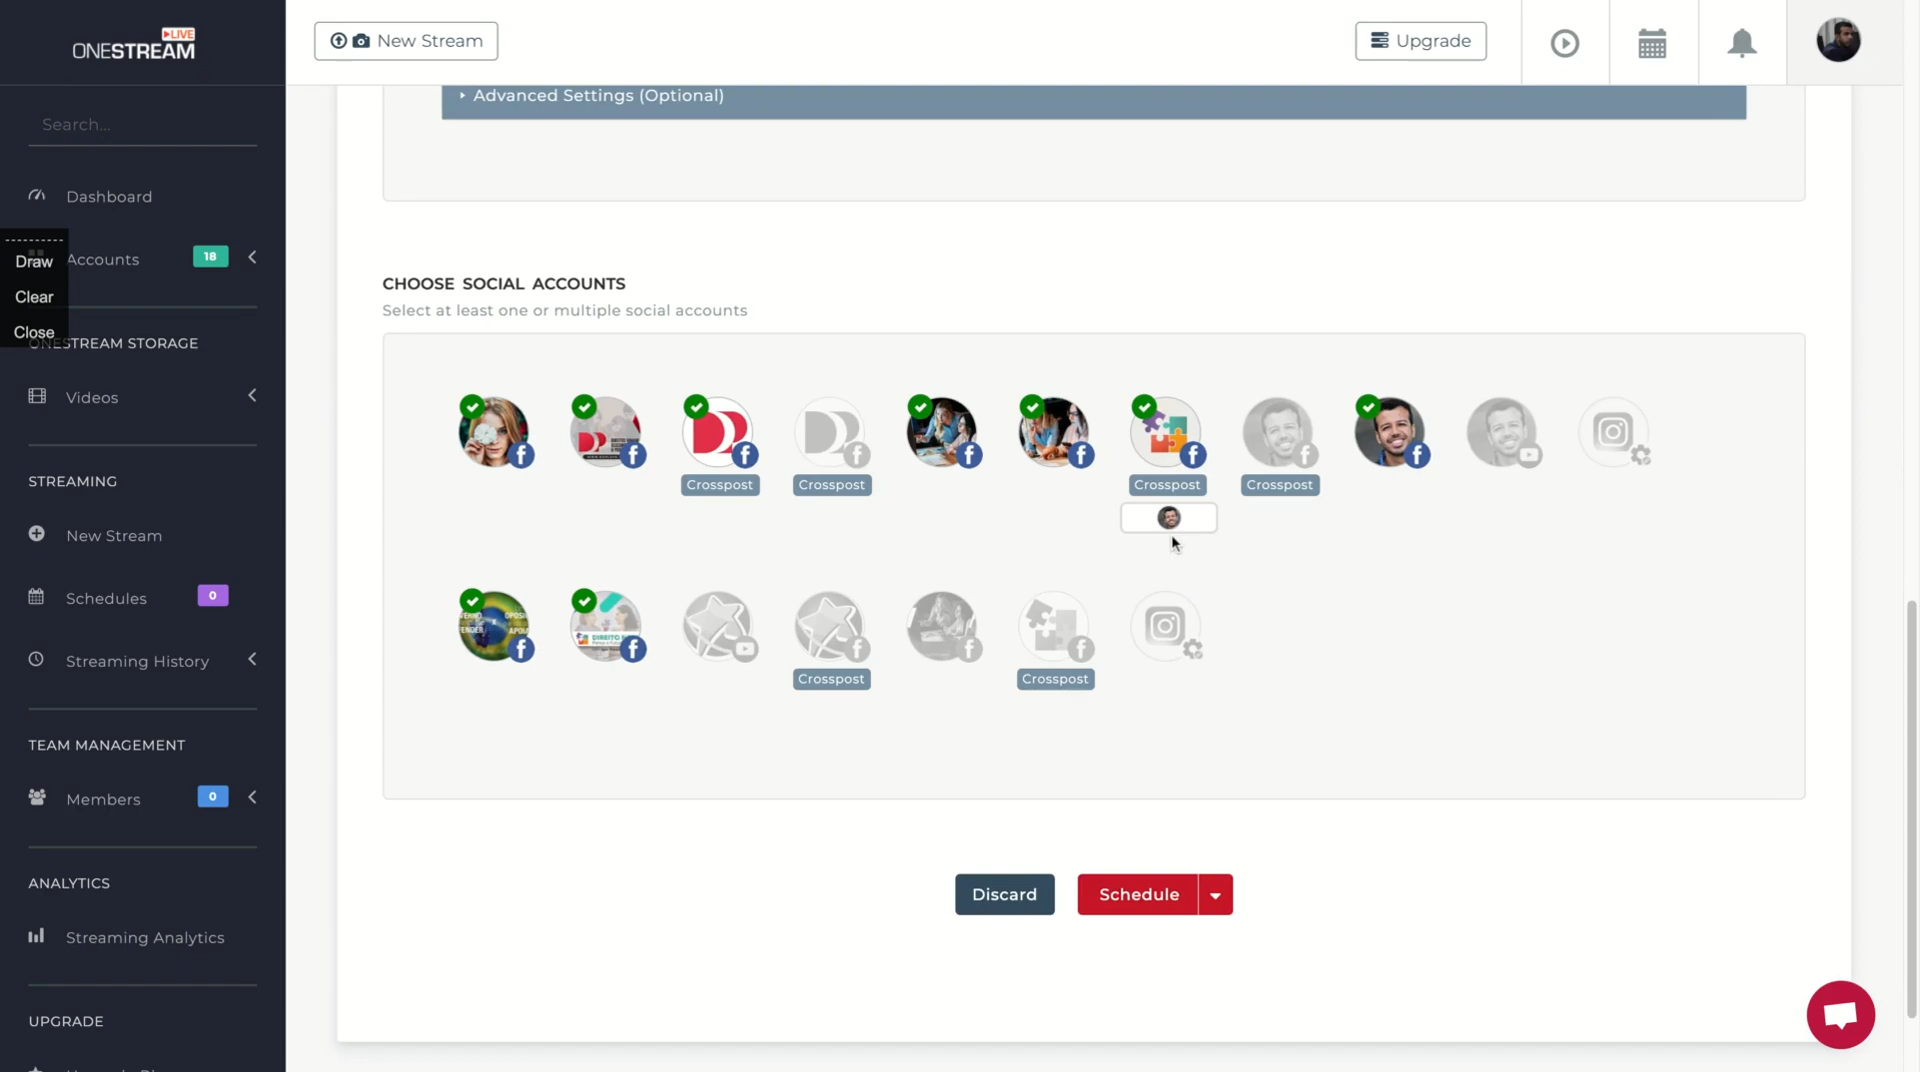 LIVE
ONESTREAM
New Stream
Upgrade
Search...
Dashboard
Accounts
18
Draw
Clear
Close
ONESTREAM STORAGE
Videos
STREAMING
New Stream
Schedules
0
Streaming History
TEAM MANAGEMENT
Members
0
ANALYTICS
Streaming Analytics
UPGRADE
Advanced Settings (Optional)
CHOOSE SOCIAL ACCOUNTS
Select at least one or multiple social accounts
Crosspost
Crosspost
Crosspost
Crosspost
Crosspost
Crosspost
Discard
Schedule